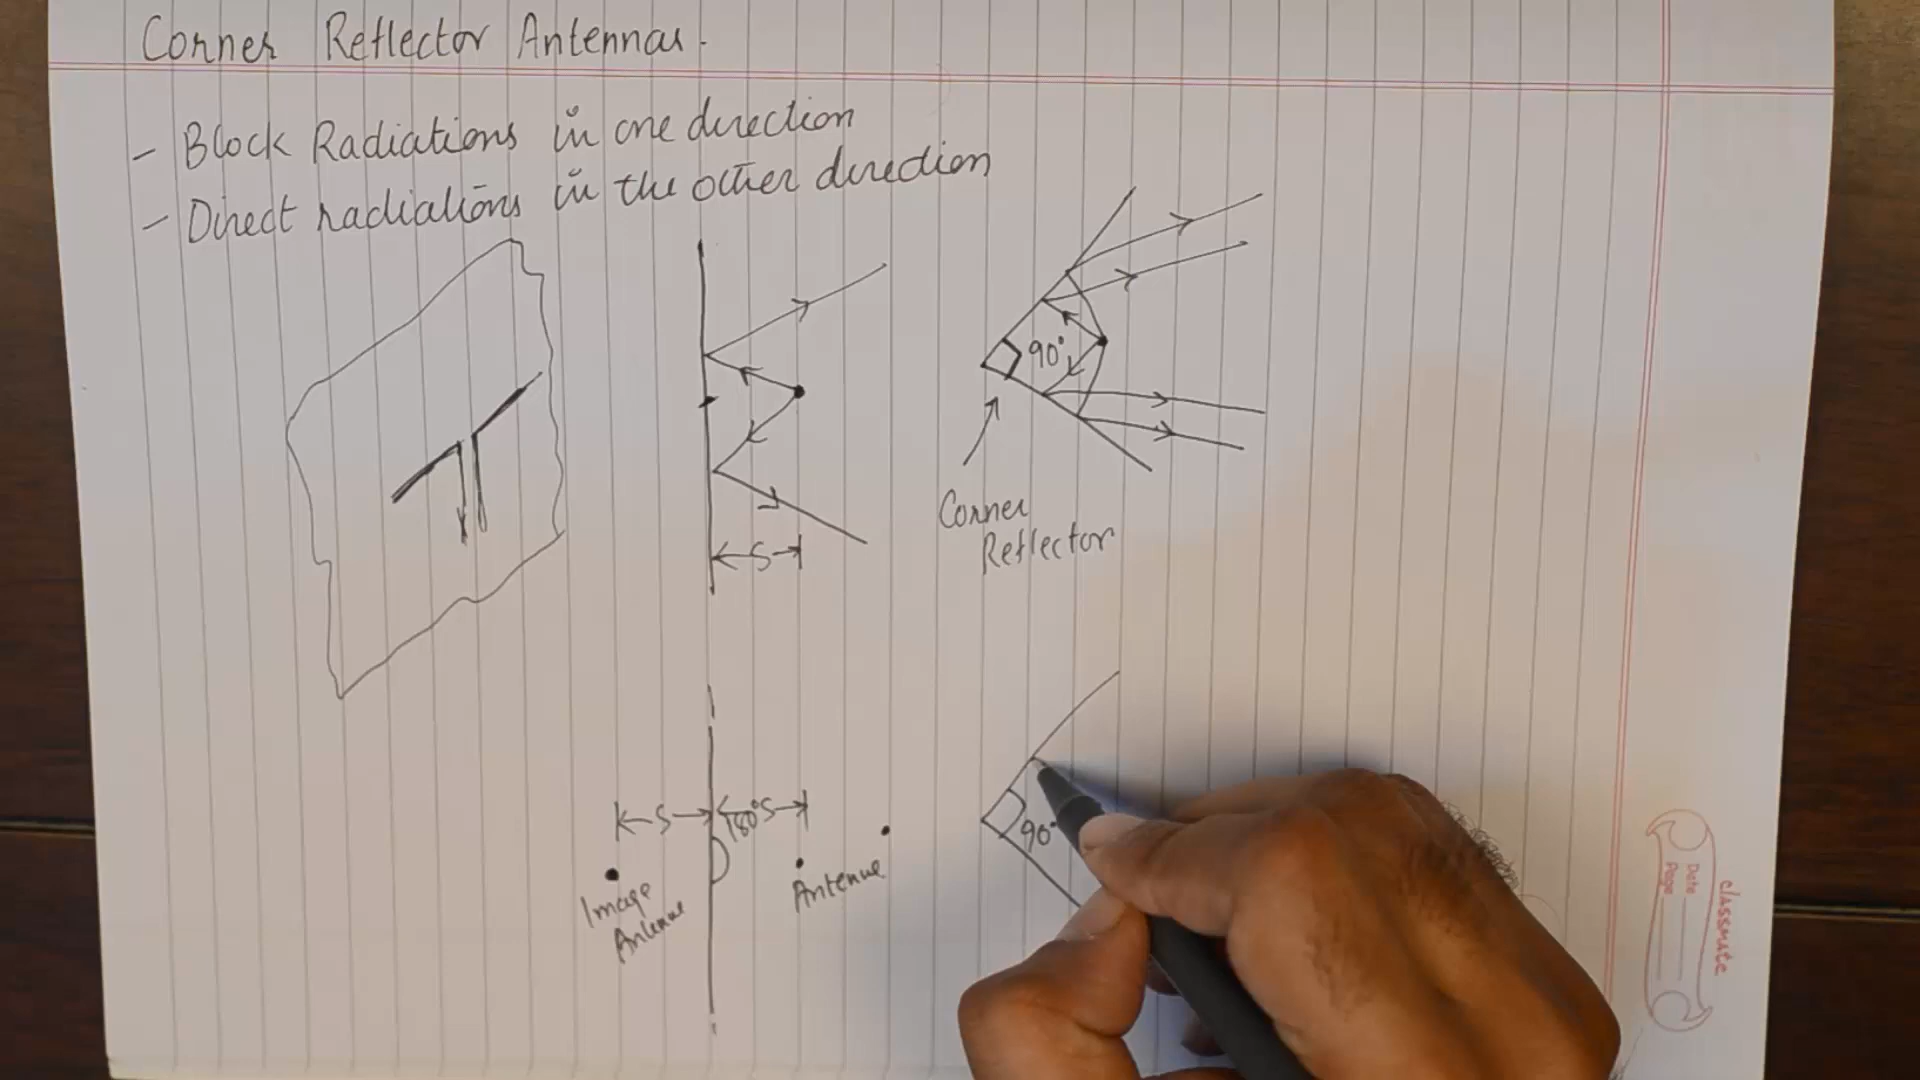 Corner Reflector Antennas.
- Block Radiations in one direction
- Direct radiations in the other direction
90°
Corner
Reflector
S
S
180°
S
90°
Antenna
Image
Antenna
classmate
Date
Page